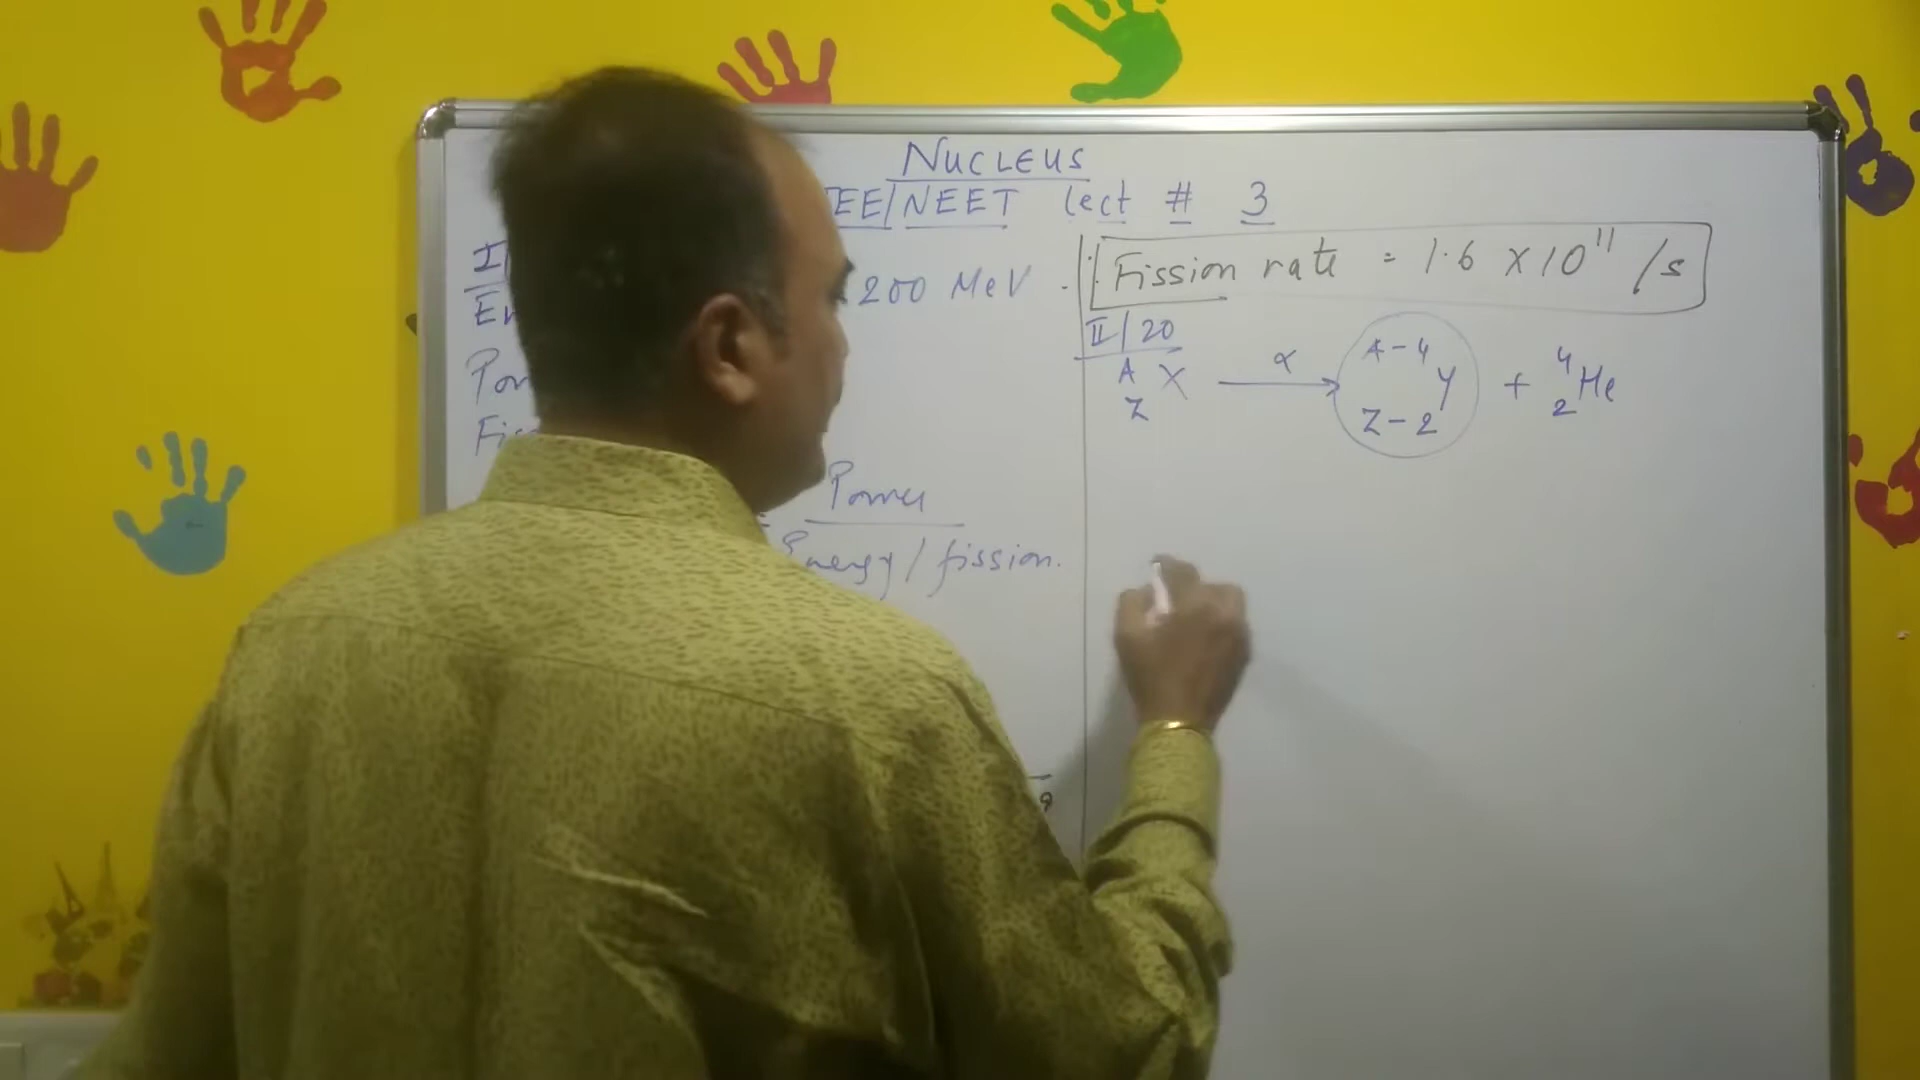 NUCLEUS
EE/NEET lect # 3
200 MeV
Power
Energy / fission.
Fission rate = 1.6 X 10¹¹ /s
II/20
A
Z X α → A-4
Z-2 Y + 4
2 He